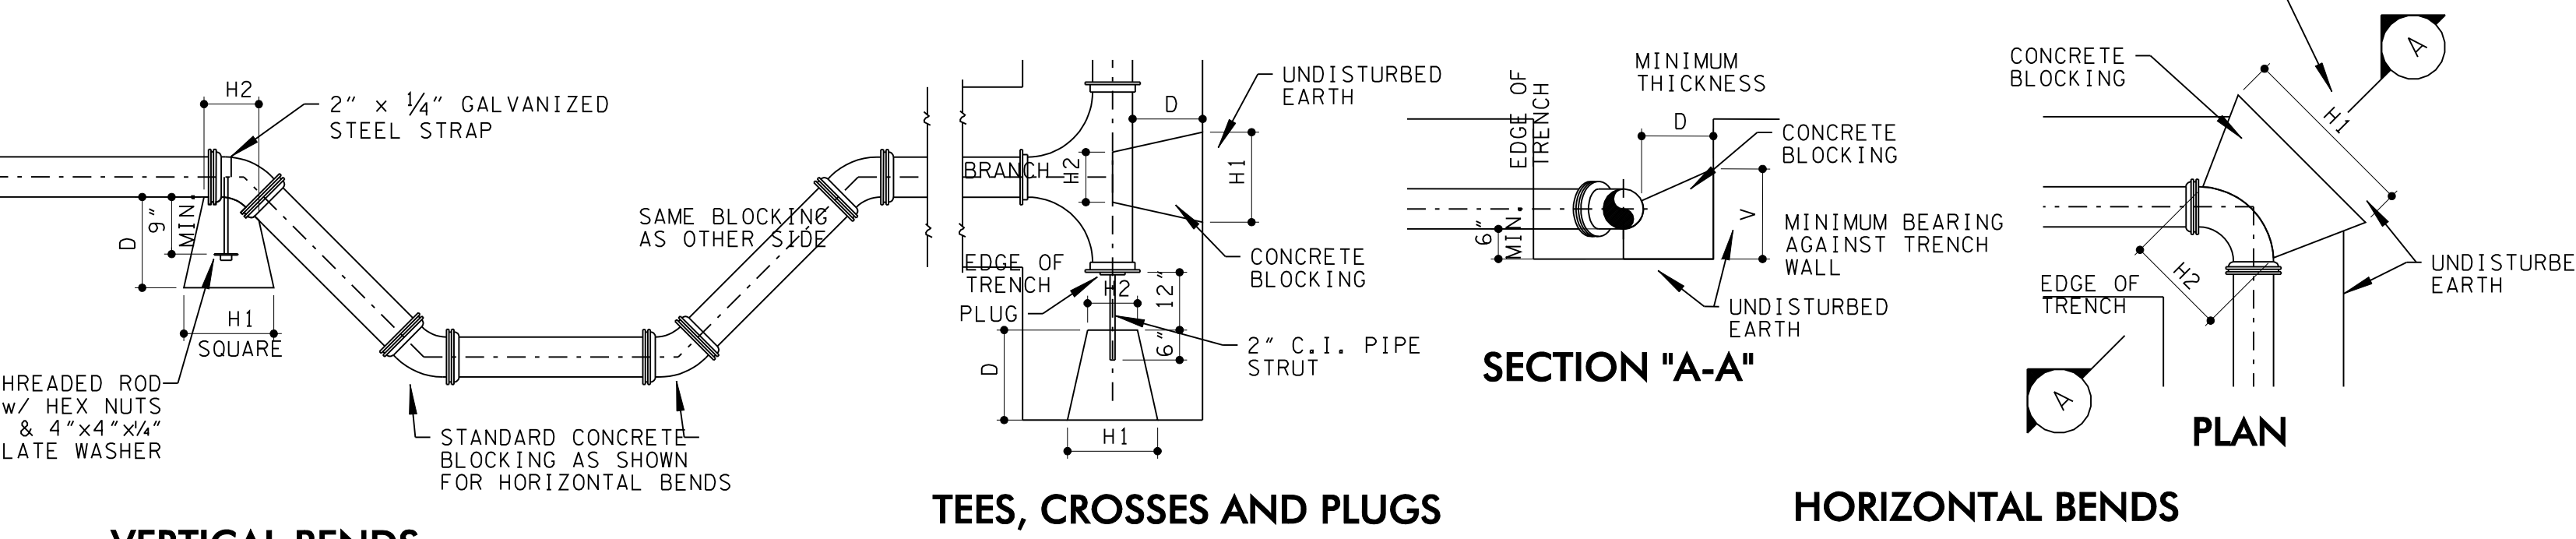 H2
2" x 1/4" GALVANIZED
STEEL STRAP
D
9"
MIN.
H1
SQUARE
HREADED ROD
w/ HEX NUTS
& 4"x4"x1/4"
LATE WASHER
SAME BLOCKING
AS OTHER SIDE
STANDARD CONCRETE
BLOCKING AS SHOWN
FOR HORIZONTAL BENDS
VERTICAL BENDS
BRANCH
H2
D
UNDISTURBED
EARTH
H1
CONCRETE
BLOCKING
EDGE OF
TRENCH
PLUG
H2
12"
6"
D
2" C.I. PIPE
STRUT
H1
TEES, CROSSES AND PLUGS
EDGE OF
TRENCH
MINIMUM
THICKNESS
D
CONCRETE
BLOCKING
V
6"
MIN.
MINIMUM BEARING
AGAINST TRENCH
WALL
UNDISTURBED
EARTH
SECTION "A-A"
CONCRETE
BLOCKING
A
H1
H2
UNDISTURBE
EARTH
EDGE OF
TRENCH
A
PLAN
HORIZONTAL BENDS